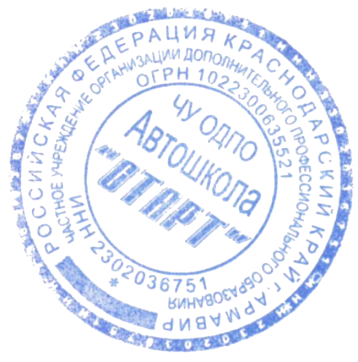 РОССИЙСКАЯ ФЕДЕРАЦИЯ КРАСНОДАРСКИЙ КРАЙ г. АРМАВИР
ЧАСТНОЕ УЧРЕЖДЕНИЕ ОРГАНИЗАЦИИ ДОПОЛНИТЕЛЬНОГО ПРОФЕССИОНАЛЬНОГО ОБРАЗОВАНИЯ
ОГРН 1022300635521
ИНН 2302036751
*
ЧУ ОДПО
Автошкола
"СТАРТ"